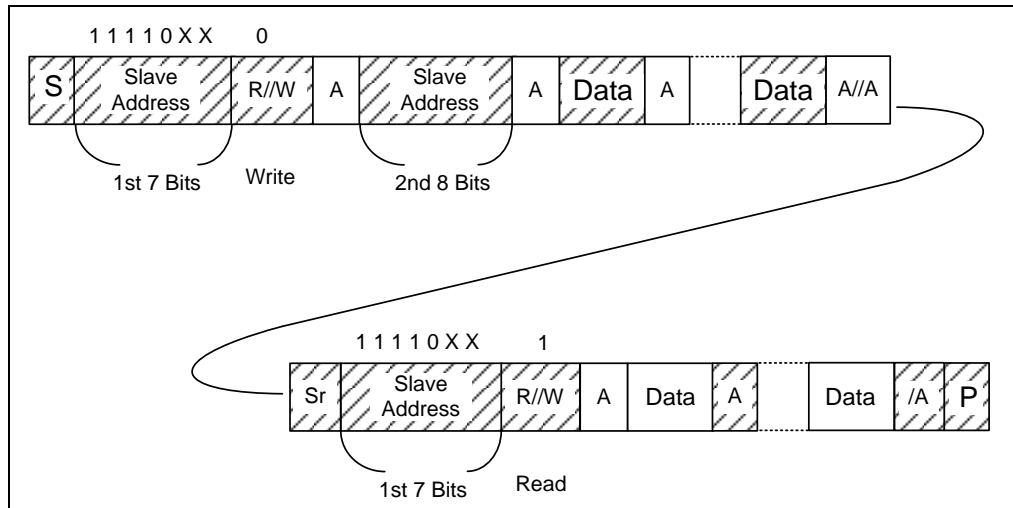 1 1 1 1 0 X X 0
S Slave Address R//W A Slave Address A Data A Data A//A
1st 7 Bits Write 2nd 8 Bits
1 1 1 1 0 X X 1
Sr Slave Address R//W A Data A Data /A P
1st 7 Bits Read